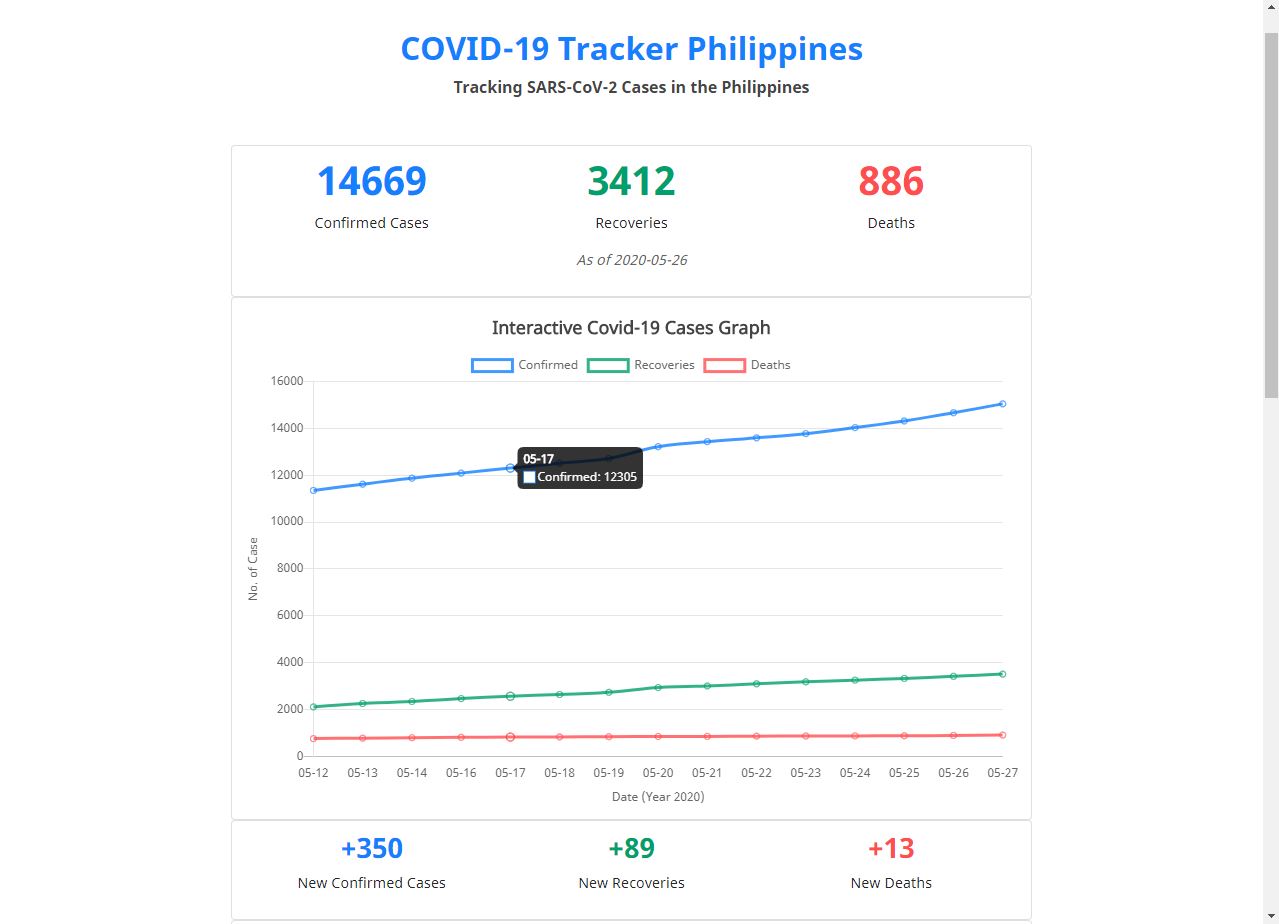 COVID-19 Tracker Philippines
Tracking SARS-CoV-2 Cases in the Philippines
14669 3412 886
Confirmed Cases Recoveries Deaths
As of 2020-05-26
Interactive Covid-19 Cases Graph
Confirmed Recoveries Deaths
16000
14000
12000
10000
8000
6000
4000
2000
0
No. of Case
05-17
Confirmed: 12305
05-12 05-13 05-14 05-16 05-17 05-18 05-19 05-20 05-21 05-22 05-23 05-24 05-25 05-26 05-27
Date (Year 2020)
+350 +89 +13
New Confirmed Cases New Recoveries New Deaths